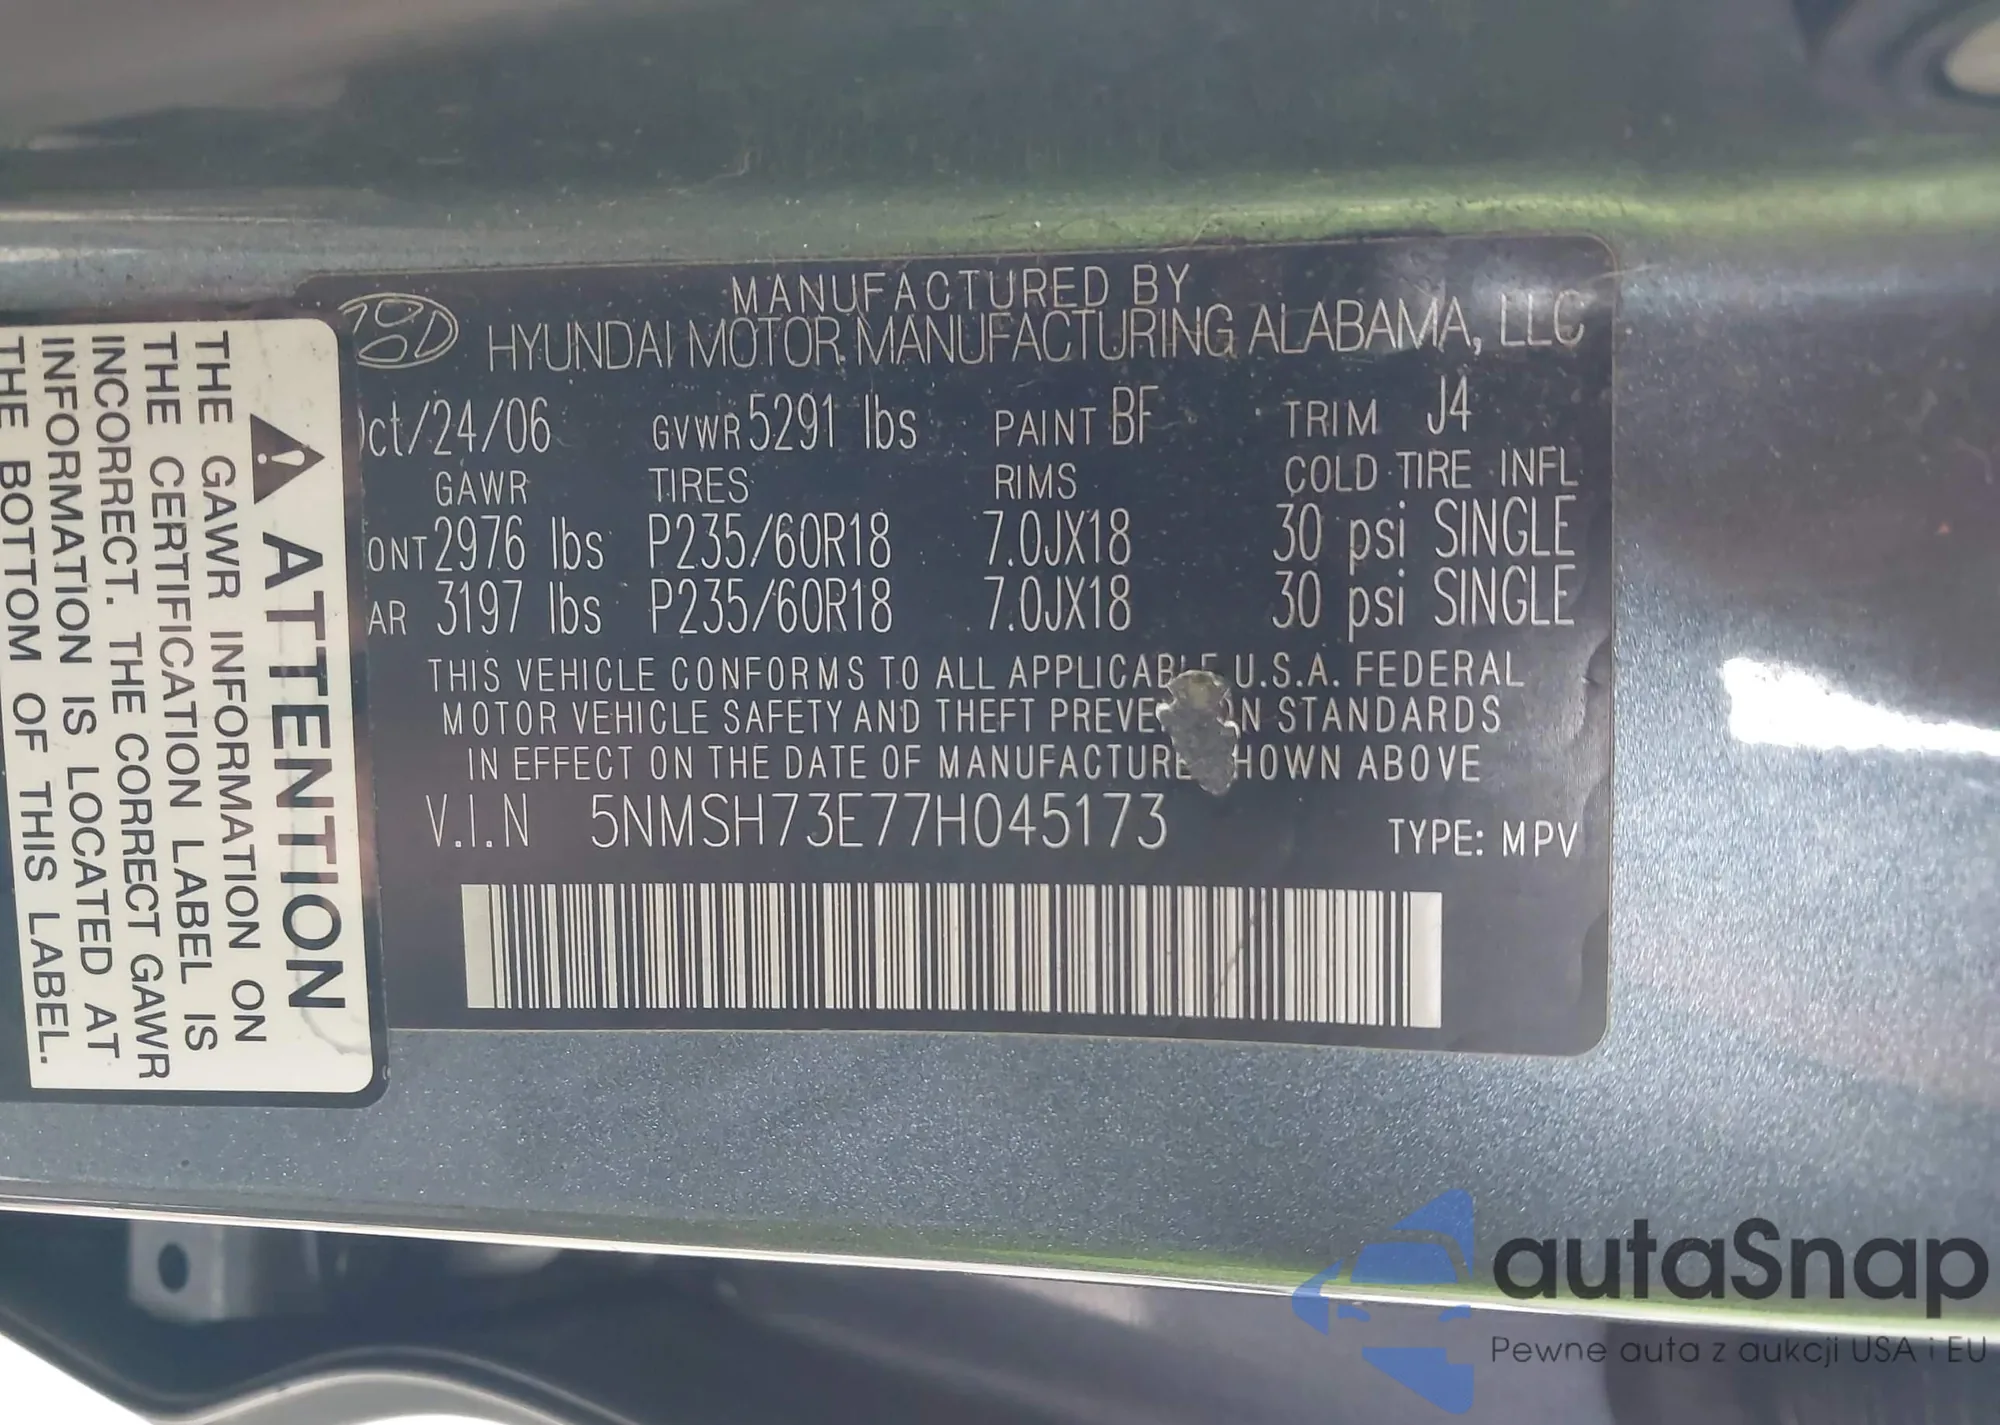 MANUFACTURED BY
HYUNDAI MOTOR MANUFACTURING ALABAMA, LLC
ct/24/06 GVWR 5291 lbs PAINT BF TRIM J4
GAWR TIRES RIMS COLD TIRE INFL
ONT 2976 lbs P235/60R18 7.0JX18 30 psi SINGLE
AR 3197 lbs P235/60R18 7.0JX18 30 psi SINGLE
THIS VEHICLE CONFORMS TO ALL APPLICABLE U.S.A. FEDERAL
MOTOR VEHICLE SAFETY AND THEFT PREVE ON STANDARDS
IN EFFECT ON THE DATE OF MANUFACTURE HOWN ABOVE
V.I.N 5NMSH73E77H045173
TYPE: MPV
ATTENTION
THE GAWR INFORMATION ON
THE CERTIFICATION LABEL IS
INCORRECT. THE CORRECT GAWR
INFORMATION IS LOCATED AT
THE BOTTOM OF THIS LABEL.
autaSnap
Pewne auta z aukcji USA i EU